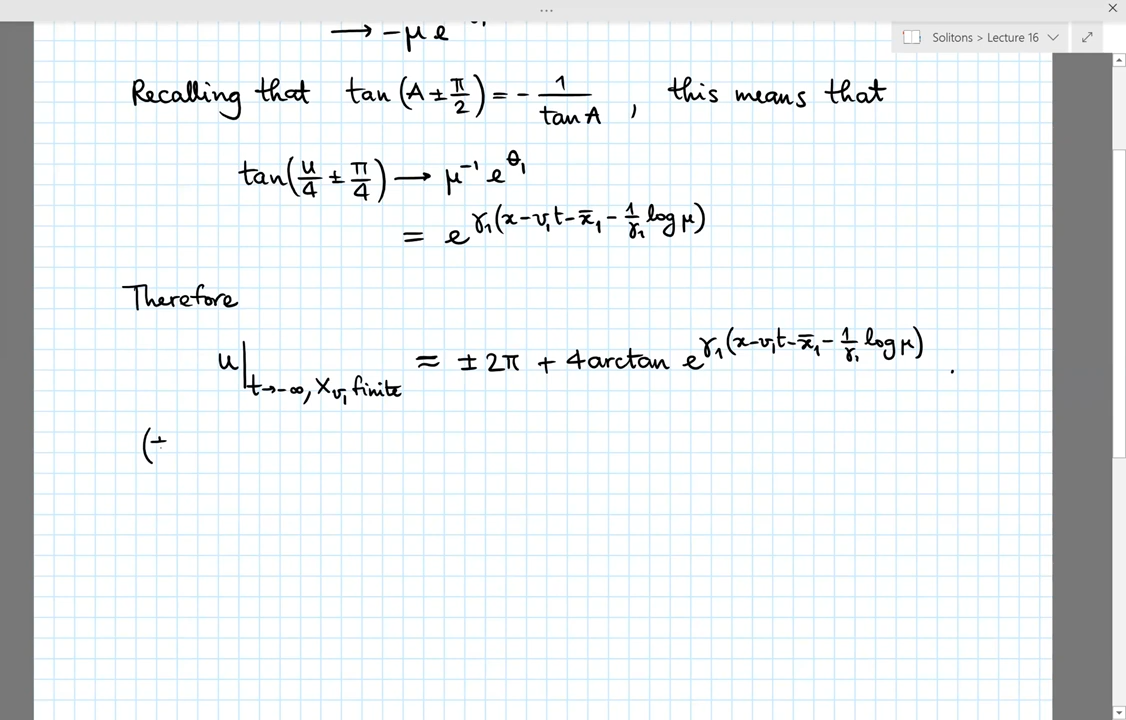 ...
Solitons > Lecture 16
→ -μ e
Recalling that tan(A ± π/2) = - 1/tan A , this means that
tan(u/4 ± π/4) → μ⁻¹ e^θ₁
= e^γ₁(x-v₁t-x̄₁-1/γ₁ log μ)
Therefore
u|t→-∞, X_v₁ finite ≈ ±2π + 4 arctan e^γ₁(x-v₁t-x̄₁-1/γ₁ log μ) .
(±